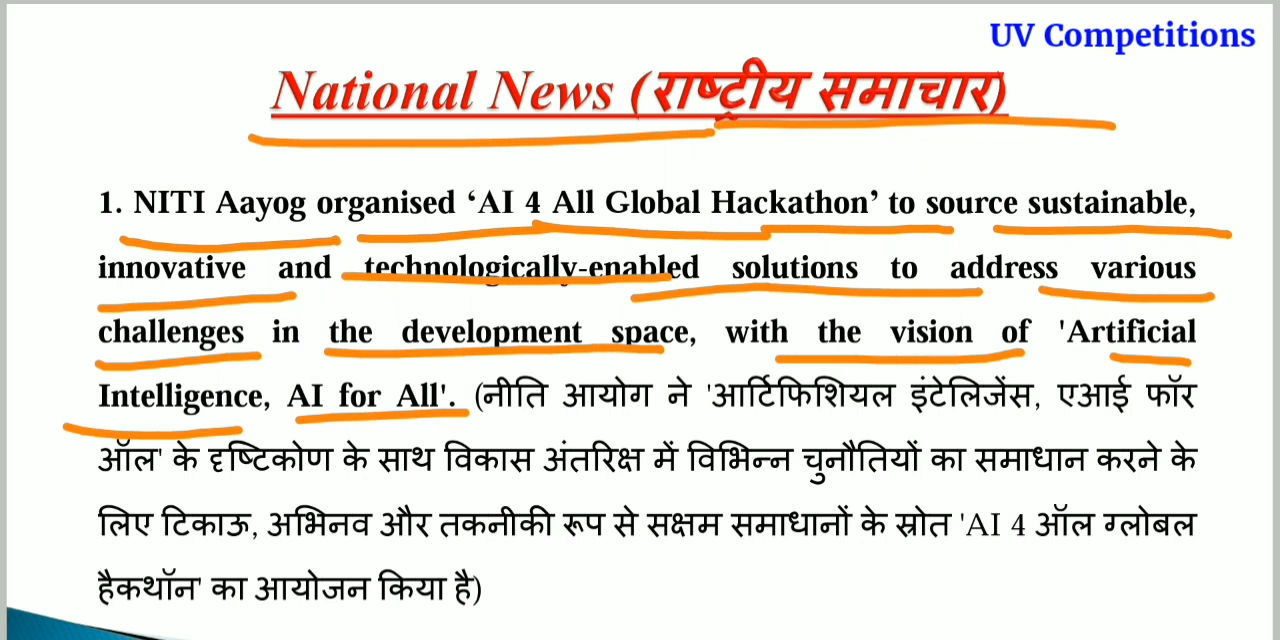 UV Competitions
National News (राष्ट्रीय समाचार)
1. NITI Aayog organised ‘AI 4 All Global Hackathon’ to source sustainable,
innovative and technologically-enabled solutions to address various
challenges in the development space, with the vision of 'Artificial
Intelligence, AI for All'. (नीति आयोग ने 'आर्टिफिशियल इंटेलिजेंस, एआई फॉर
ऑल' के दृष्टिकोण के साथ विकास अंतरिक्ष में विभिन्न चुनौतियों का समाधान करने के
लिए टिकाऊ, अभिनव और तकनीकी रूप से सक्षम समाधानों के स्रोत 'AI 4 ऑल ग्लोबल
हैकथॉन' का आयोजन किया है)